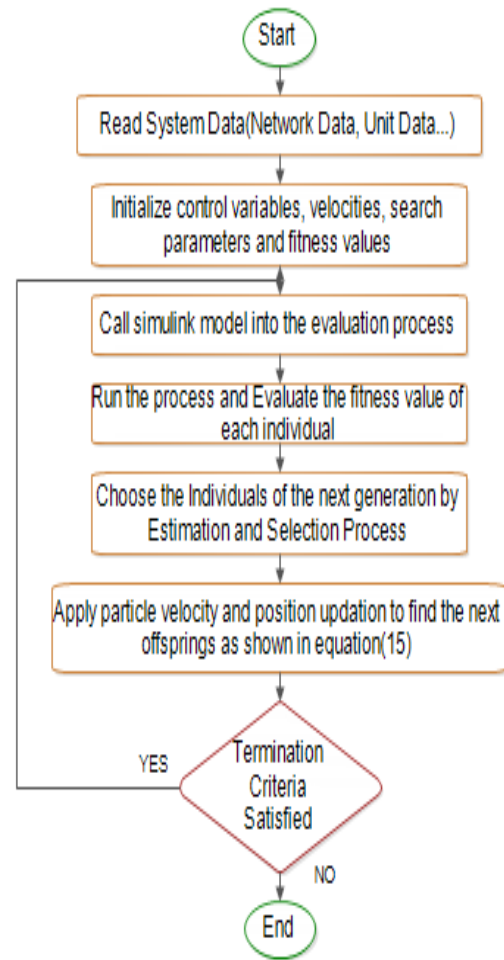 Start
Read System Data(Network Data, Unit Data...)
Initialize control variables, velocities, search
parameters and fitness values
Call simulink model into the evaluation process
Run the process and Evaluate the fitness value of
each individual
Choose the Individuals of the next generation by
Estimation and Selection Process
Apply particle velocity and position updation to find the next
offsprings as shown in equation(15)
YES
Termination
Criteria
Satisfied
NO
End